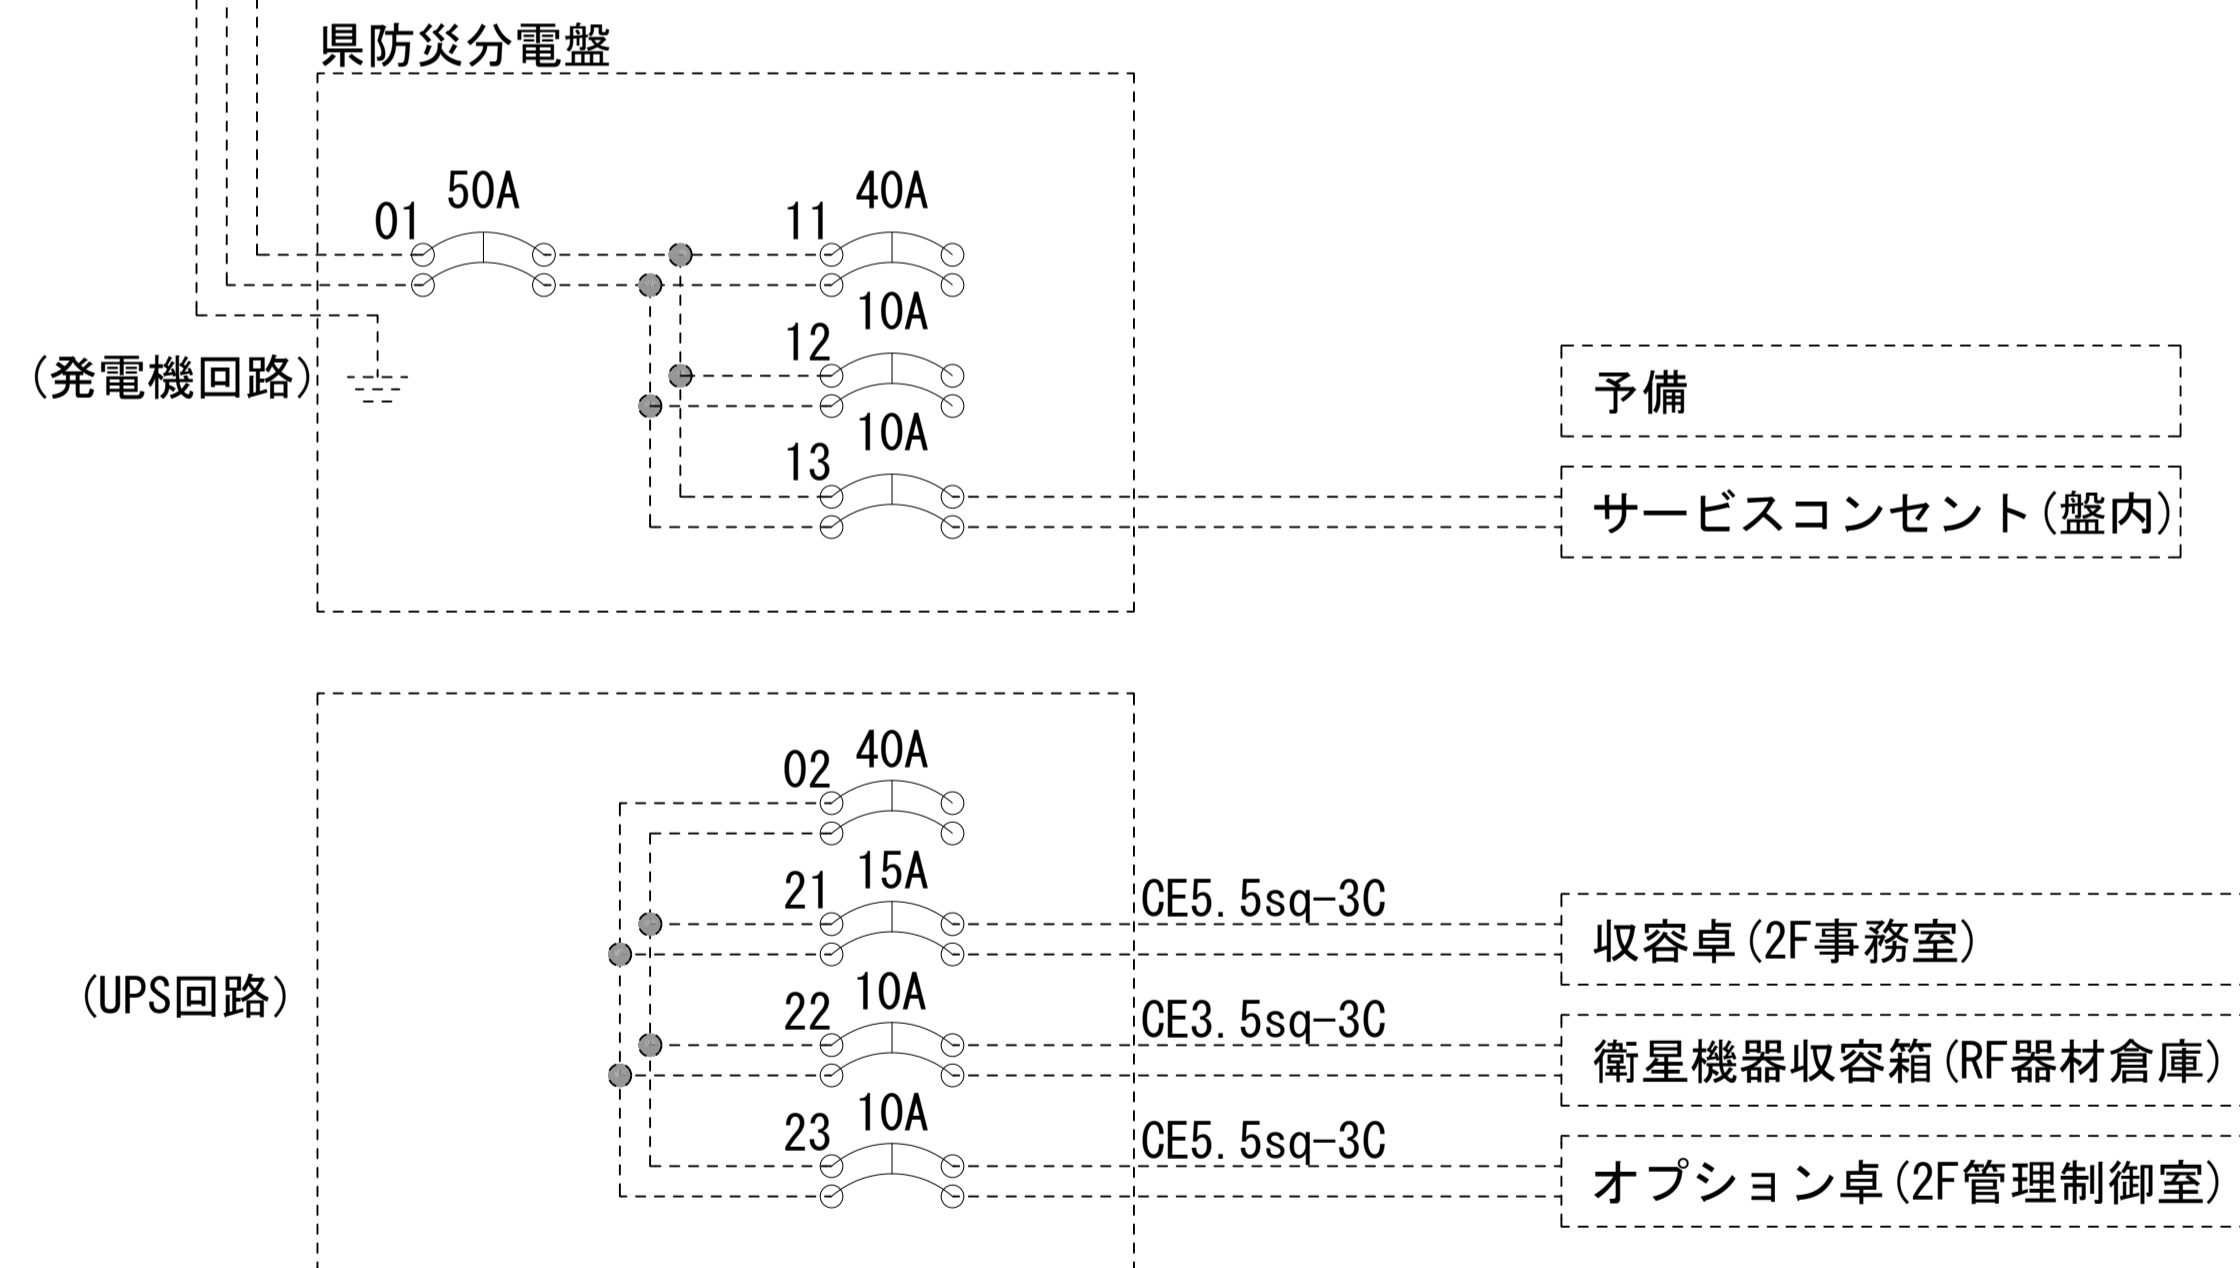 県防災分電盤
50A
01
40A
11
10A
12
(発電機回路)
予備
10A
13
サービスコンセント(盤内)
40A
02
15A
21
CE5.5sq-3C
収容卓(2F事務室)
(UPS回路)
10A
22
CE3.5sq-3C
衛星機器収容箱(RF器材倉庫)
10A
23
CE5.5sq-3C
オプション卓(2F管理制御室)